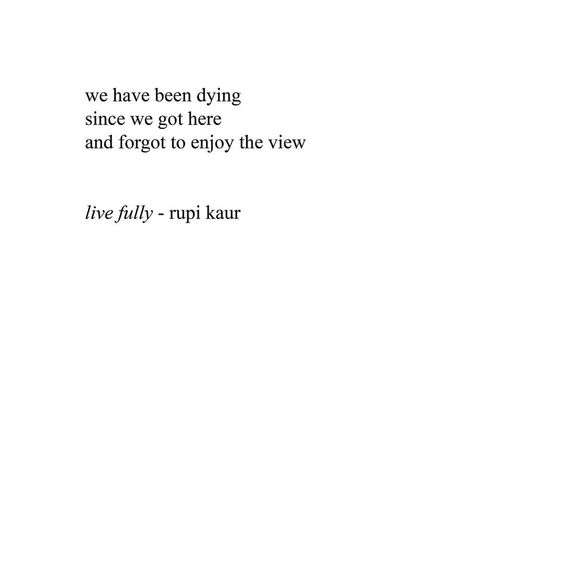 we have been dying
since we got here
and forgot to enjoy the view
live fully - rupi kaur